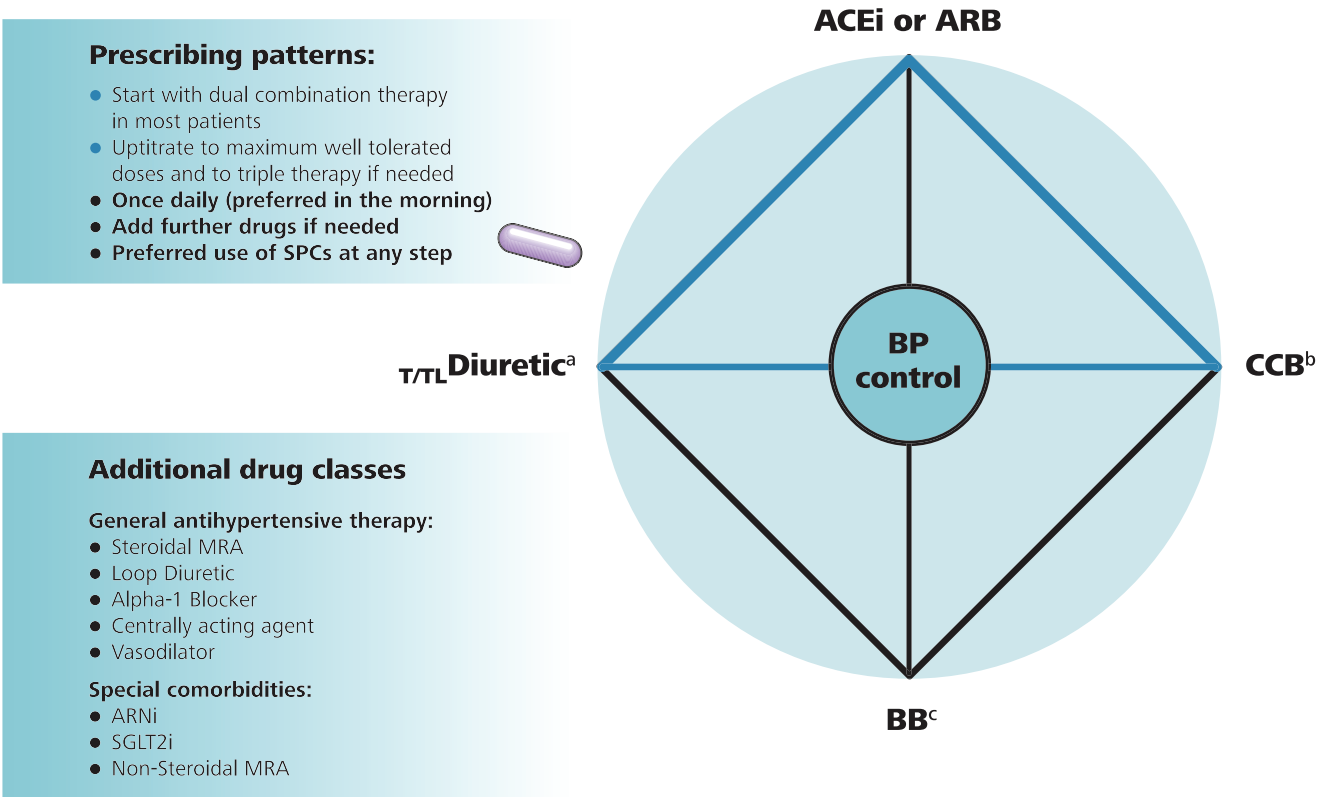 Prescribing patterns:
● Start with dual combination therapy
in most patients
● Uptitrate to maximum well tolerated
doses and to triple therapy if needed
● Once daily (preferred in the morning)
● Add further drugs if needed
● Preferred use of SPCs at any step
ACEi or ARB
T/TLDiureticᵃ
BP
control
CCBᵇ
BBᶜ
Additional drug classes
General antihypertensive therapy:
● Steroidal MRA
● Loop Diuretic
● Alpha-1 Blocker
● Centrally acting agent
● Vasodilator
Special comorbidities:
● ARNi
● SGLT2i
● Non-Steroidal MRA